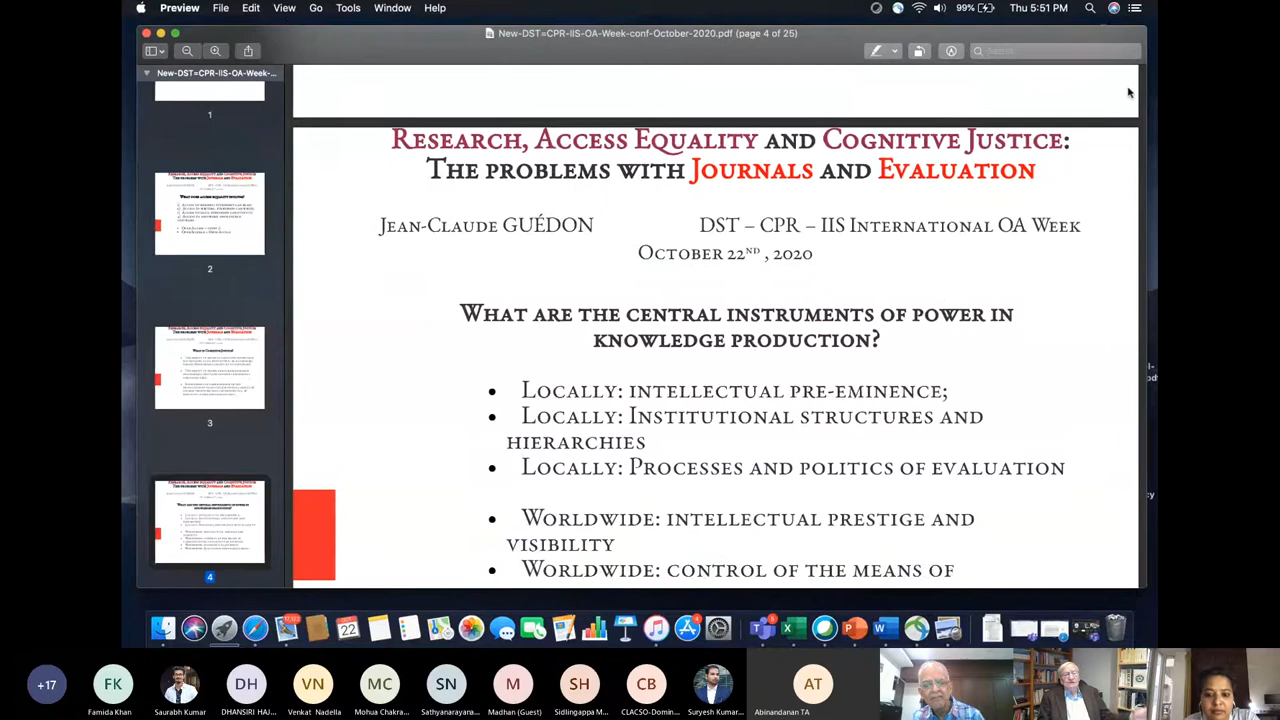 Preview File Edit View Go Tools Window Help 99% Thu 5:51 PM
New-DST=CPR-IIS-OA-Week-conf-October-2020.pdf (page 4 of 25)
Search
New-DST=CPR-IIS-OA-Week-...
1
2
3
4
Research, Access Equality and Cognitive Justice:
The problems with Journals and Evaluation
Jean-Claude GUÉDON DST – CPR – IIS International OA Week
October 22nd , 2020
What are the central instruments of power in
knowledge production?
• Locally: intellectual pre-eminence;
• Locally: Institutional structures and
hierarchies
• Locally: Processes and politics of evaluation
Worldwide: intellectual prestige and
visibility
• Worldwide: control of the means of
22
+17 FK DH VN MC SN M SH CB AT
Famida Khan Saurabh Kumar DHANSIRI HAJ... Venkat Nadella Mohua Chakra... Sathyanarayana... Madhan (Guest) Sidlingappa M... CLACSO-Domin... Suryesh Kumar... Abinandanan TA